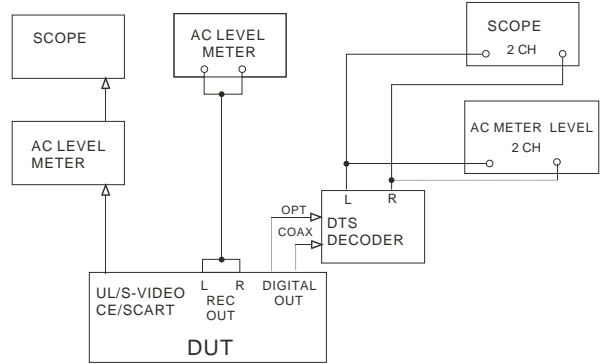 SCOPE
AC LEVEL
METER
SCOPE
2 CH
AC LEVEL
METER
AC METER LEVEL
2 CH
L R
OPT
DTS
COAX
DECODER
UL/S-VIDEO
CE/SCART
L R
REC
OUT
DIGITAL
OUT
DUT